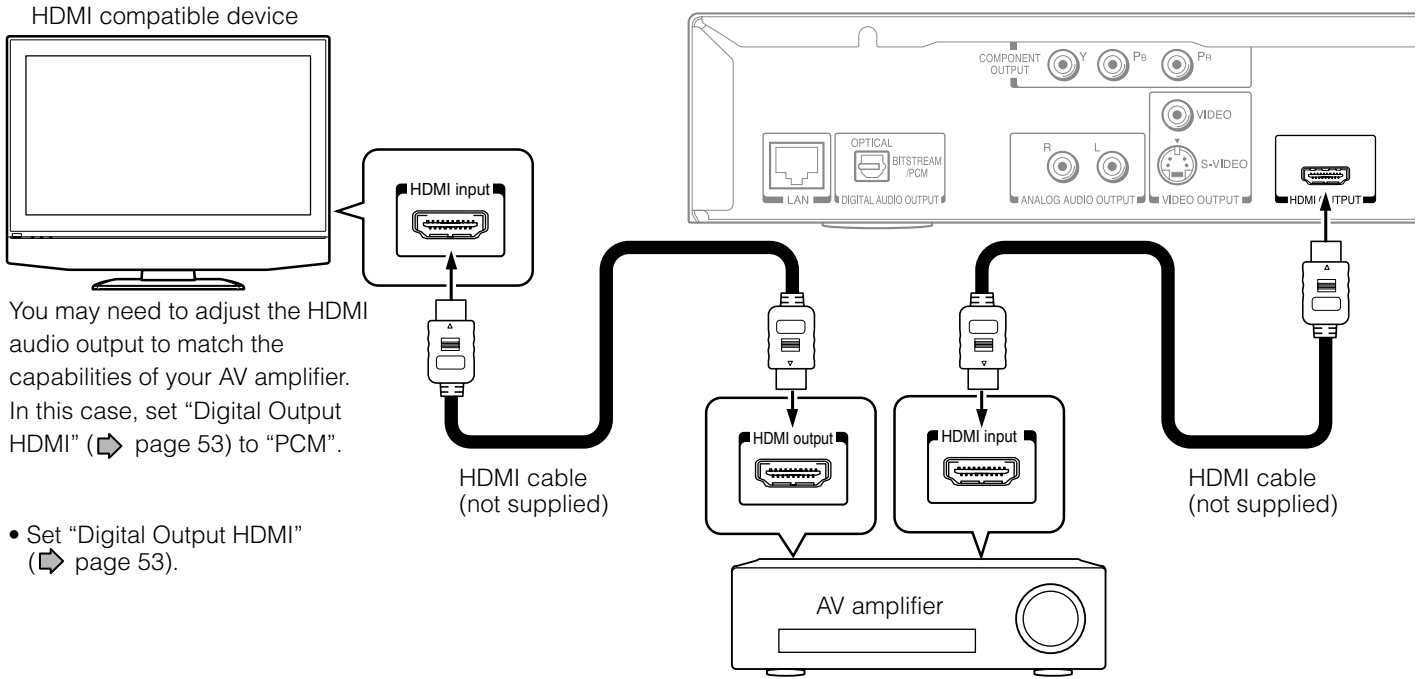 HDMI compatible device
COMPONENT
OUTPUT
Y
PB
PR
VIDEO
S-VIDEO
OPTICAL
BITSTREAM
/PCM
R
L
LAN
DIGITAL AUDIO OUTPUT
ANALOG AUDIO OUTPUT
VIDEO OUTPUT
HDMI OUTPUT
HDMI input
You may need to adjust the HDMI
audio output to match the
capabilities of your AV amplifier.
In this case, set “Digital Output
HDMI” ( page 53) to “PCM”.
• Set “Digital Output HDMI”
( page 53).
HDMI cable
(not supplied)
HDMI output
HDMI input
HDMI cable
(not supplied)
AV amplifier